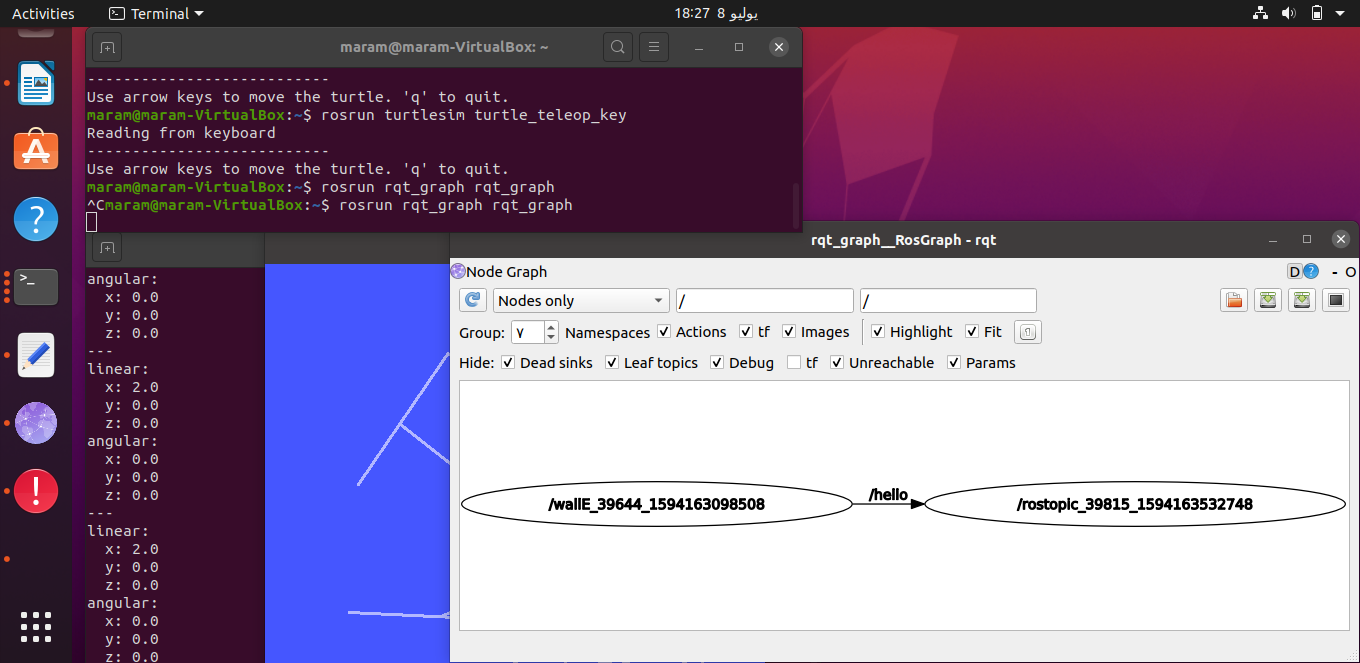 Activities Terminal 18:27 8 يوليو
maram@maram-VirtualBox: ~
---------------------------
Use arrow keys to move the turtle. 'q' to quit.
maram@maram-VirtualBox:~$ rosrun turtlesim turtle_teleop_key
Reading from keyboard
---------------------------
Use arrow keys to move the turtle. 'q' to quit.
maram@maram-VirtualBox:~$ rosrun rqt_graph rqt_graph
^Cmaram@maram-VirtualBox:~$ rosrun rqt_graph rqt_graph
angular:
  x: 0.0
  y: 0.0
  z: 0.0
---
linear:
  x: 2.0
  y: 0.0
  z: 0.0
angular:
  x: 0.0
  y: 0.0
  z: 0.0
---
linear:
  x: 2.0
  y: 0.0
  z: 0.0
angular:
  x: 0.0
  y: 0.0
  z: 0.0
rqt_graph__RosGraph - rqt
Node Graph D ? - O
Nodes only / /
Group: ٢ Namespaces Actions tf Images Highlight Fit 1
Hide: Dead sinks Leaf topics Debug tf Unreachable Params
/wallE_39644_1594163098508 /hello /rostopic_39815_1594163532748